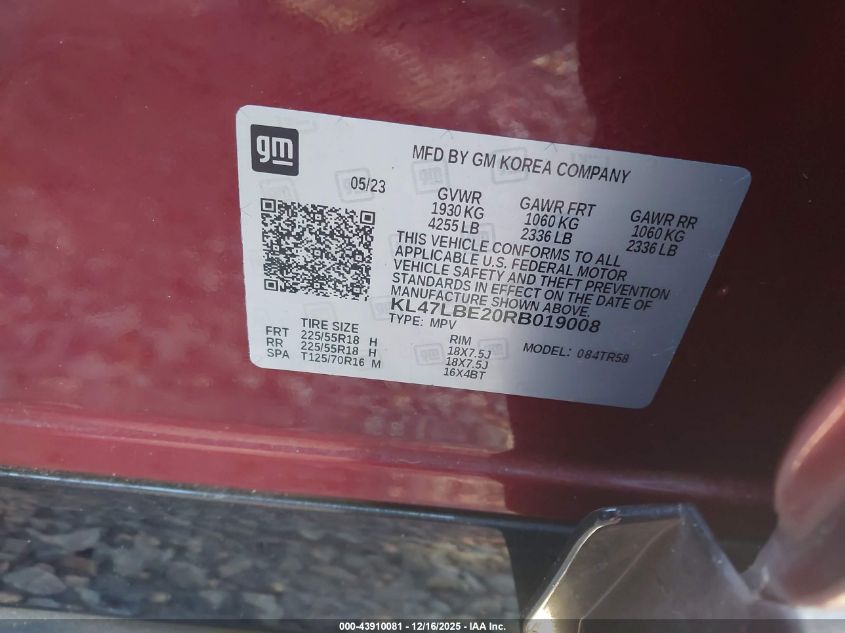 gm
MFD BY GM KOREA COMPANY
05/23
GVWR GAWR FRT GAWR RR
1930 KG 1060 KG 1060 KG
4255 LB 2336 LB 2336 LB
THIS VEHICLE CONFORMS TO ALL
APPLICABLE U.S. FEDERAL MOTOR
VEHICLE SAFETY AND THEFT PREVENTION
STANDARDS IN EFFECT ON THE DATE OF
MANUFACTURE SHOWN ABOVE.
KL47LBE20RB019008
TYPE: MPV
TIRE SIZE RIM MODEL: 084TR58
FRT 225/55R18 H 18X7.5J
RR 225/55R18 H 18X7.5J
SPA T125/70R16 M 16X4BT
000-43910081 - 12/16/2025 - IAA Inc.